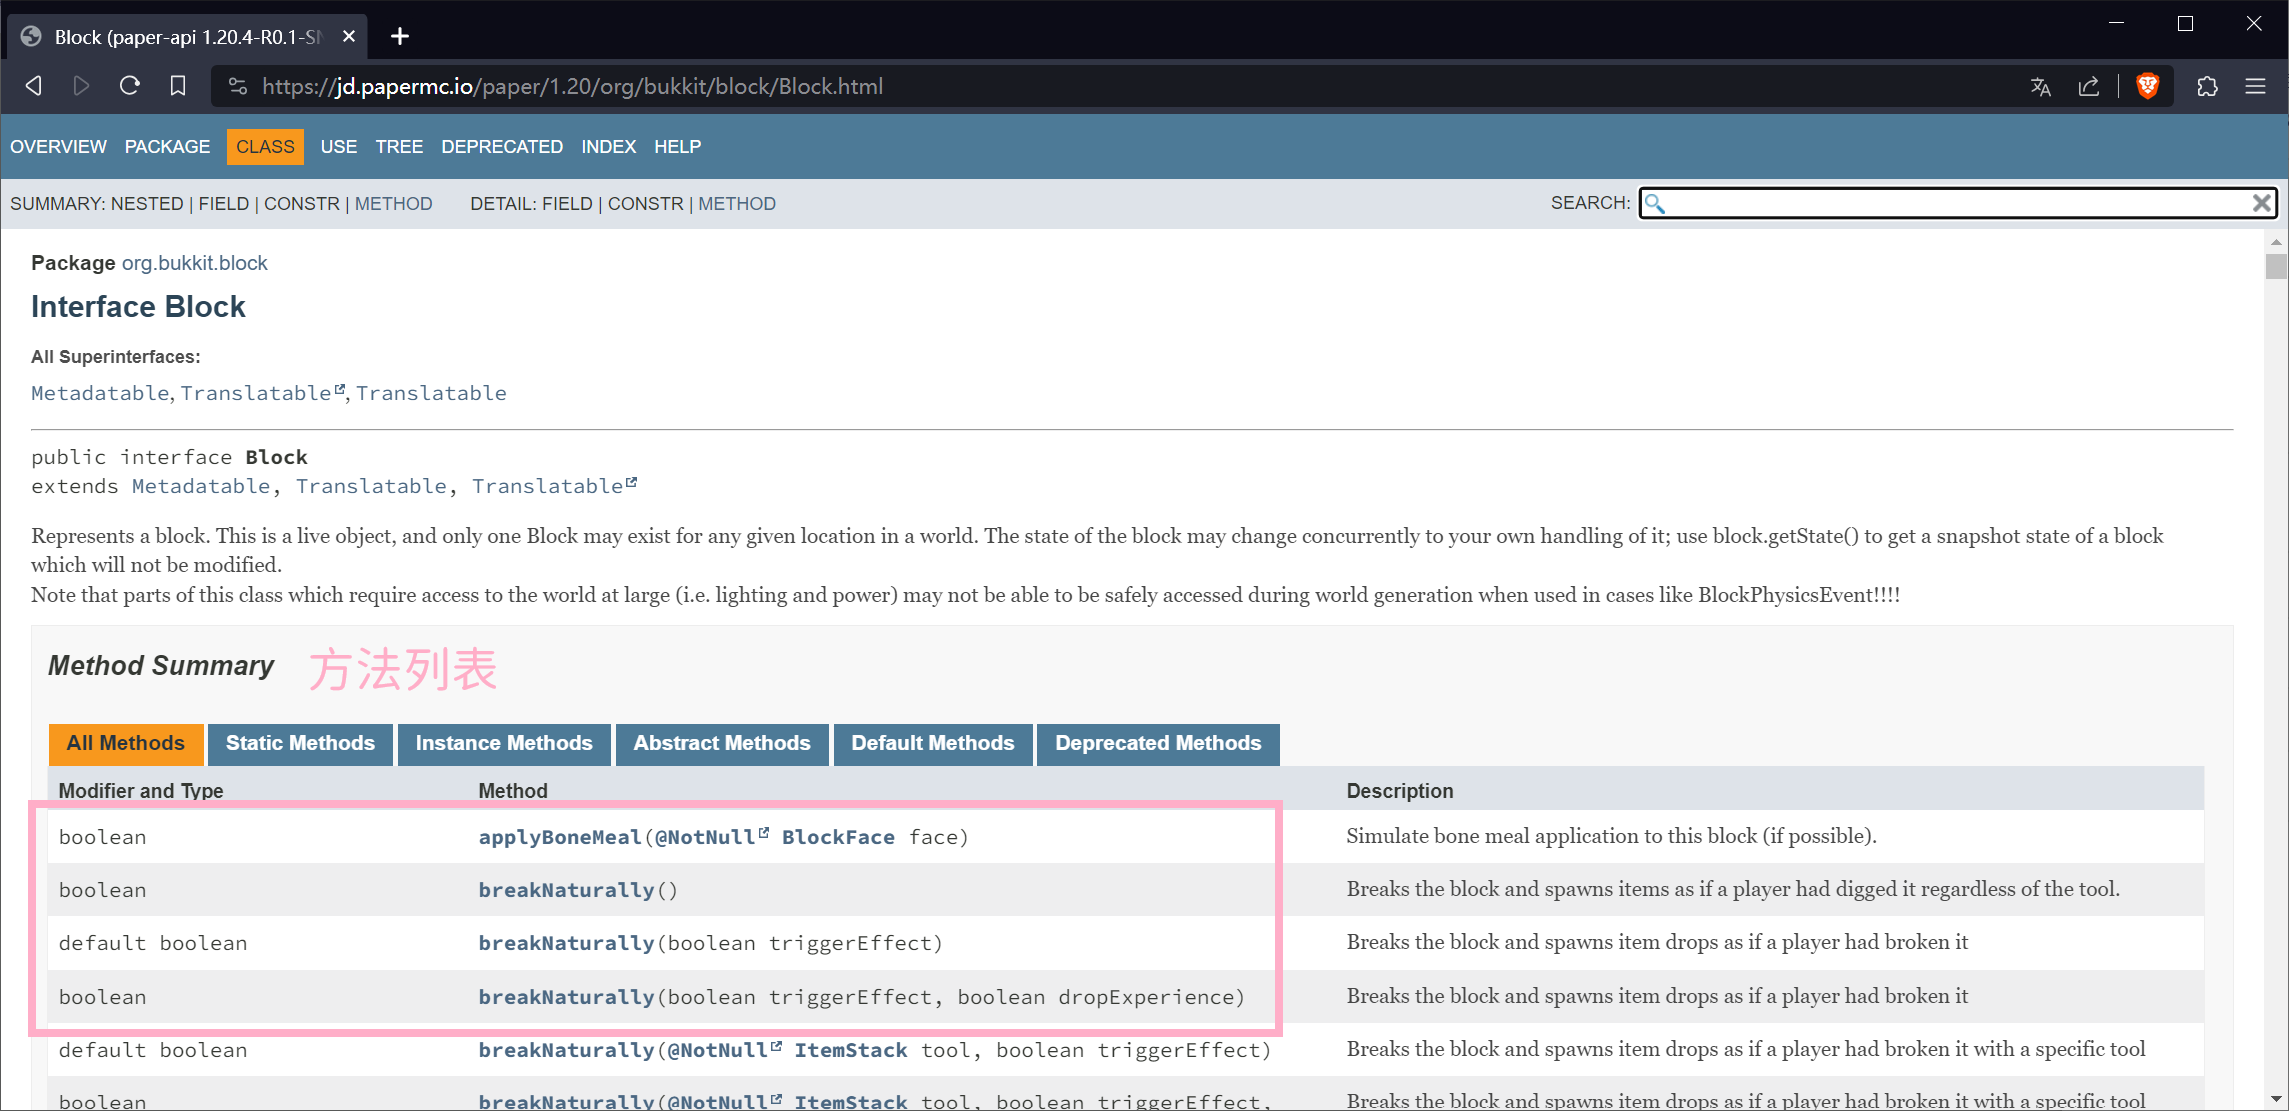 Block (paper-api 1.20.4-R0.1-SN
https://jd.papermc.io/paper/1.20/org/bukkit/block/Block.html
OVERVIEW PACKAGE CLASS USE TREE DEPRECATED INDEX HELP
SUMMARY: NESTED | FIELD | CONSTR | METHOD DETAIL: FIELD | CONSTR | METHOD SEARCH:
Package org.bukkit.block
Interface Block
All Superinterfaces:
Metadatable, Translatable, Translatable
public interface Block
extends Metadatable, Translatable, Translatable
Represents a block. This is a live object, and only one Block may exist for any given location in a world. The state of the block may change concurrently to your own handling of it; use block.getState() to get a snapshot state of a block
which will not be modified.
Note that parts of this class which require access to the world at large (i.e. lighting and power) may not be able to be safely accessed during world generation when used in cases like BlockPhysicsEvent!!!!
Method Summary 方法列表
All Methods Static Methods Instance Methods Abstract Methods Default Methods Deprecated Methods
Modifier and Type Method Description
boolean applyBoneMeal(@NotNull BlockFace face) Simulate bone meal application to this block (if possible).
boolean breakNaturally() Breaks the block and spawns items as if a player had digged it regardless of the tool.
default boolean breakNaturally(boolean triggerEffect) Breaks the block and spawns item drops as if a player had broken it
boolean breakNaturally(boolean triggerEffect, boolean dropExperience) Breaks the block and spawns item drops as if a player had broken it
default boolean breakNaturally(@NotNull ItemStack tool, boolean triggerEffect) Breaks the block and spawns item drops as if a player had broken it with a specific tool
boolean breakNaturally(@NotNull ItemStack tool, boolean triggerEffect, Breaks the block and spawns item drops as if a player had broken it with a specific tool